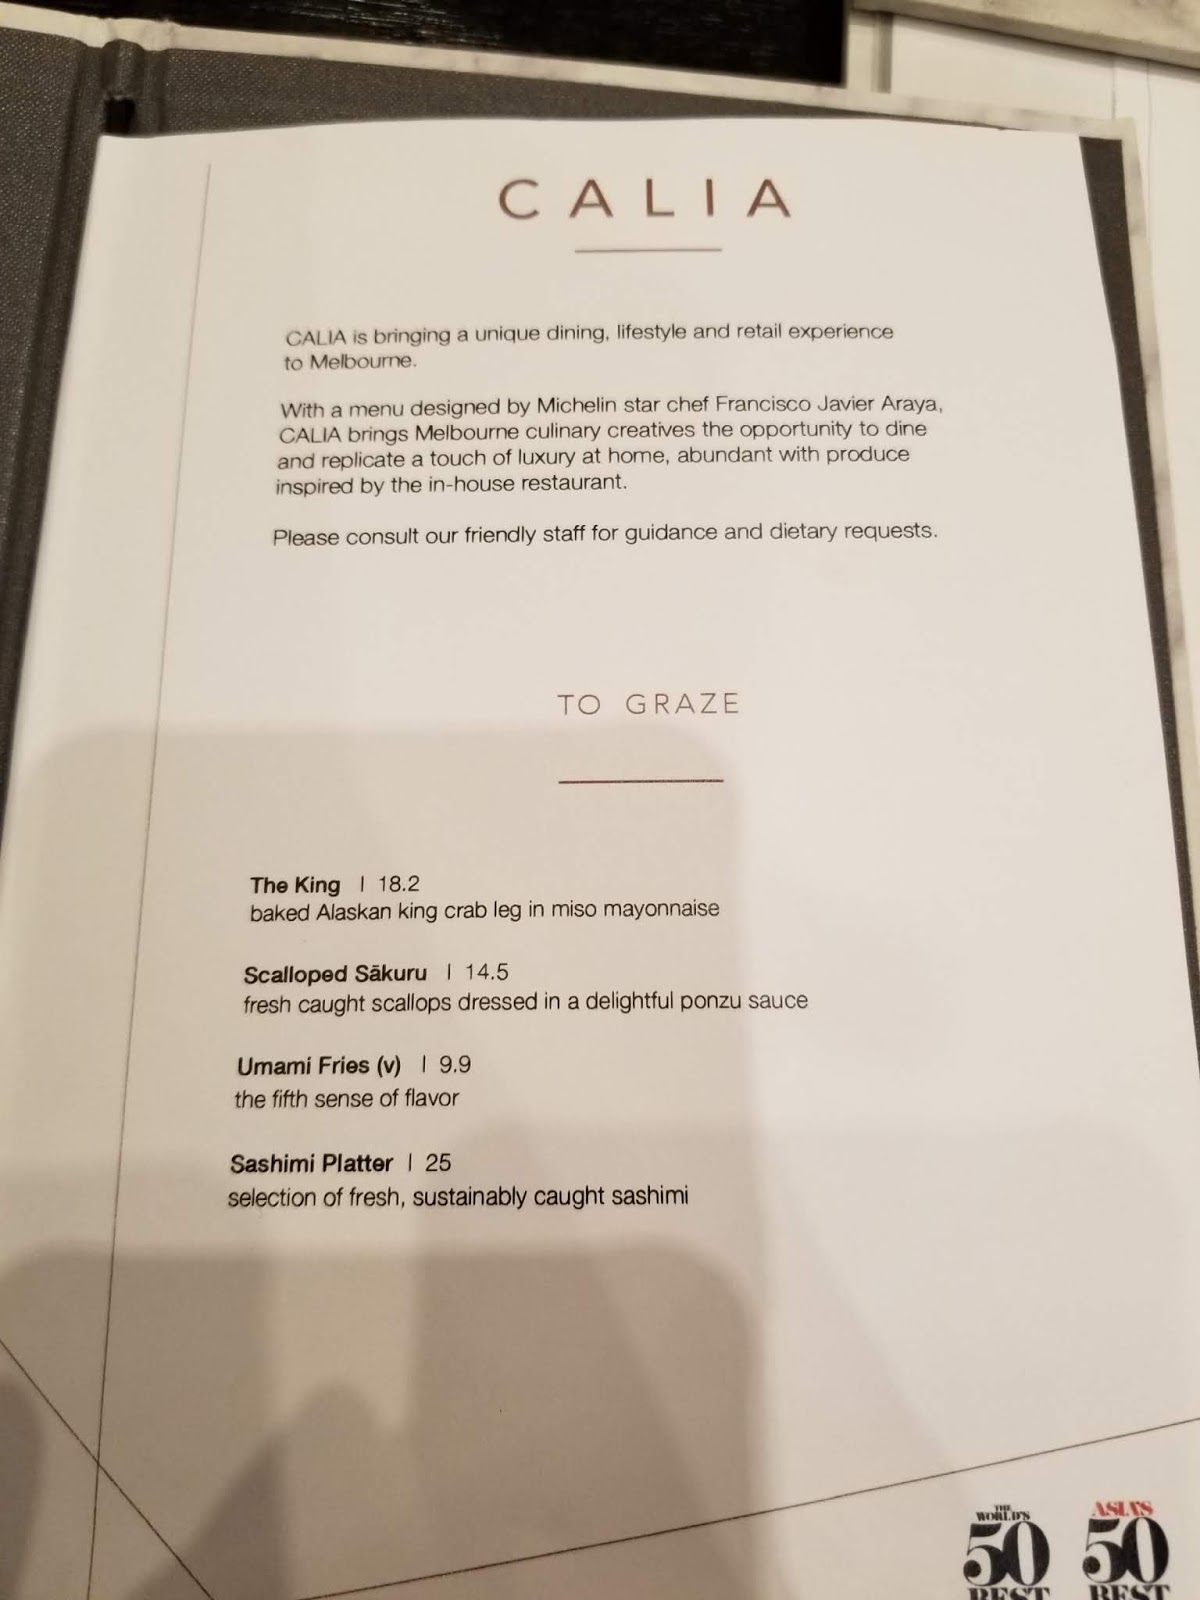 CALIA
CALIA is bringing a unique dining, lifestyle and retail experience
to Melbourne.
With a menu designed by Michelin star chef Francisco Javier Araya,
CALIA brings Melbourne culinary creatives the opportunity to dine
and replicate a touch of luxury at home, abundant with produce
inspired by the in-house restaurant.
Please consult our friendly staff for guidance and dietary requests.
TO GRAZE
The King | 18.2
baked Alaskan king crab leg in miso mayonnaise
Scalloped Sākuru | 14.5
fresh caught scallops dressed in a delightful ponzu sauce
Umami Fries (v) | 9.9
the fifth sense of flavor
Sashimi Platter | 25
selection of fresh, sustainably caught sashimi
THE WORLD'S 50 BEST
ASIA'S 50 BEST